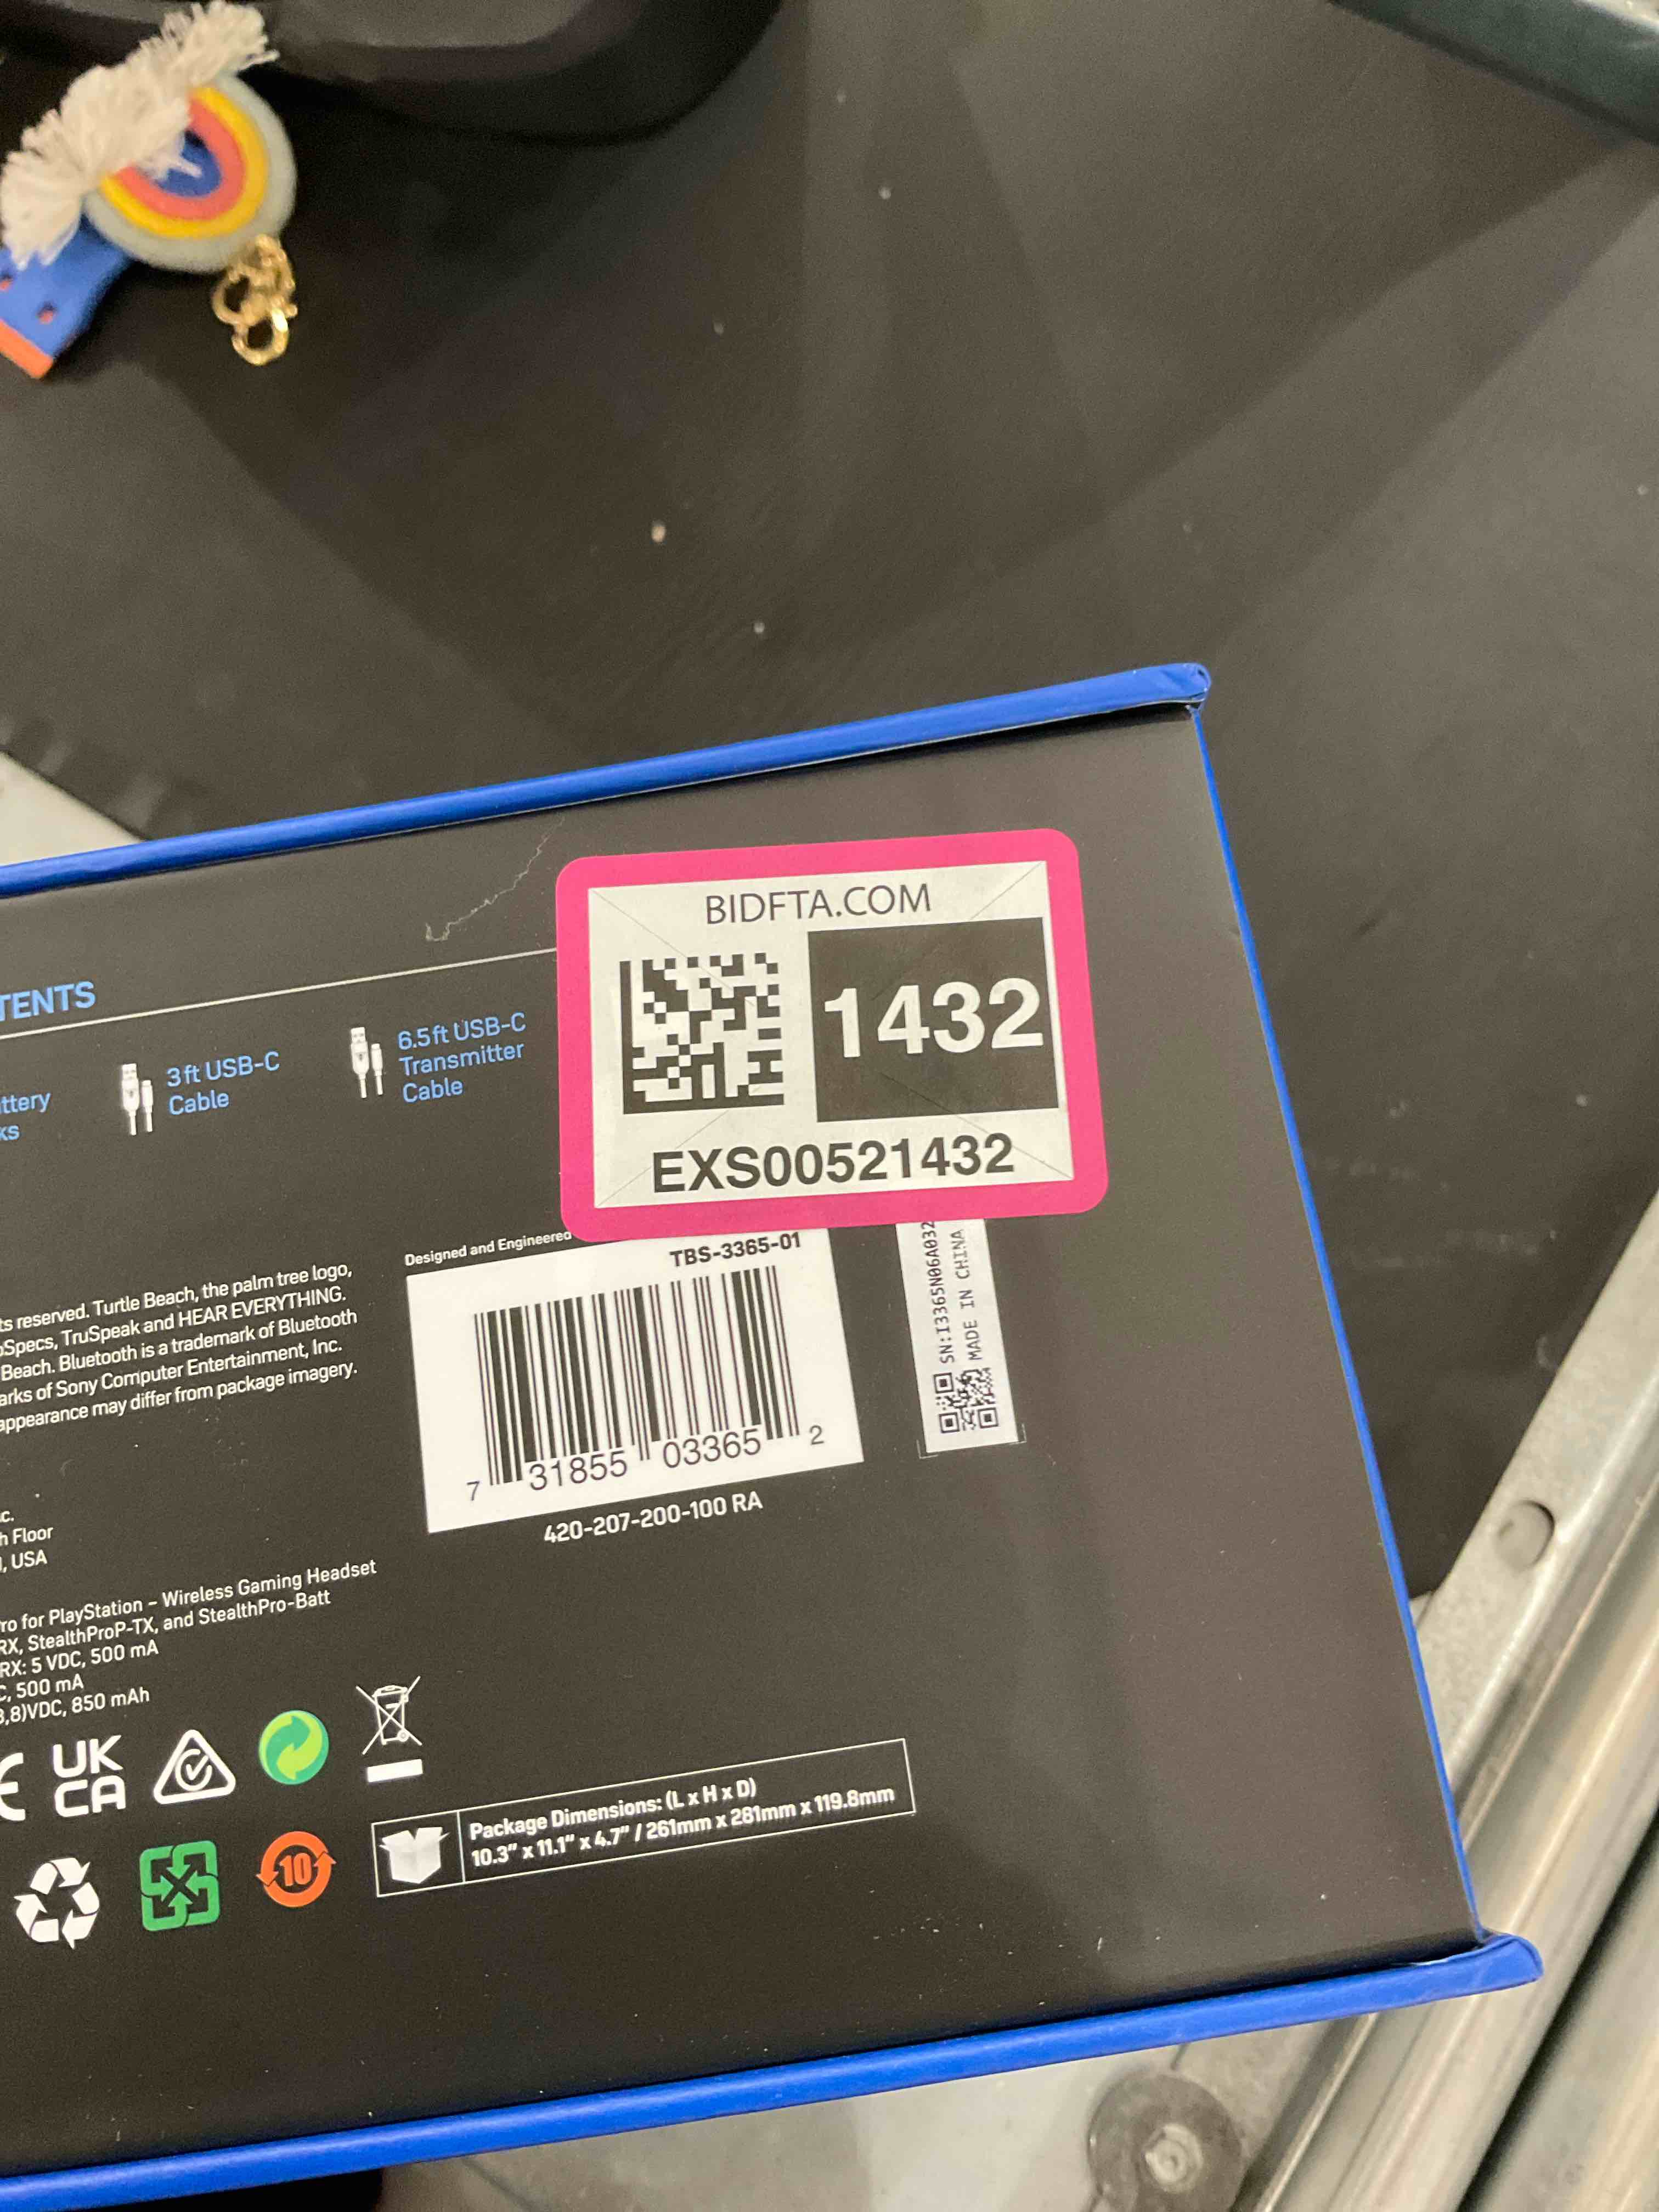 BIDFTA.COM
1432
EXS00521432
TENTS
ttery
ks
3ft USB-C
Cable
6.5ft USB-C
Transmitter
Cable
Designed and Engineered
TBS-3365-01
7 31855 03365 2
420-207-200-100 RA
SN:I3365N06A032
MADE IN CHINA
ts reserved. Turtle Beach, the palm tree logo,
oSpecs, TruSpeak and HEAR EVERYTHING.
Beach. Bluetooth is a trademark of Bluetooth
arks of Sony Computer Entertainment, Inc.
appearance may differ from package imagery.
c.
h Floor
, USA
ro for PlayStation – Wireless Gaming Headset
RX, StealthProP-TX, and StealthPro-Batt
RX: 5 VDC, 500 mA
C, 500 mA
3,8)VDC, 850 mAh
CE
UK
CA
10
Package Dimensions: (L x H x D)
10.3" x 11.1" x 4.7" / 261mm x 281mm x 119.8mm